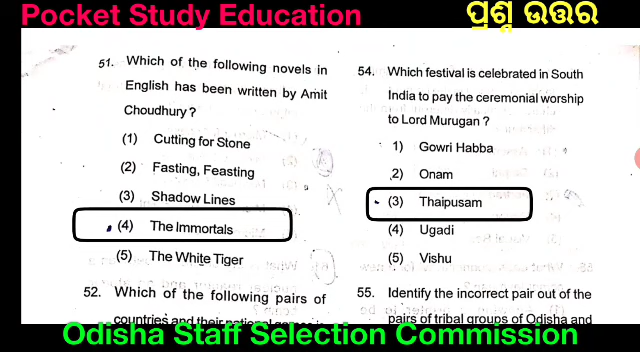 Pocket Study Education
ପ୍ରଶ୍ନ ଉତ୍ତର
51. Which of the following novels in
English has been written by Amit
Choudhury ?
(1) Cutting for Stone
(2) Fasting, Feasting
(3) Shadow Lines
(4) The Immortals
(5) The White Tiger
52. Which of the following pairs of
countries and their national
54. Which festival is celebrated in South
India to pay the ceremonial worship
to Lord Murugan ?
1) Gowri Habba
2) Onam
(3) Thaipusam
(4) Ugadi
(5) Vishu
55. Identify the incorrect pair out of the
pairs of tribal groups of Odisha and
Odisha Staff Selection Commission